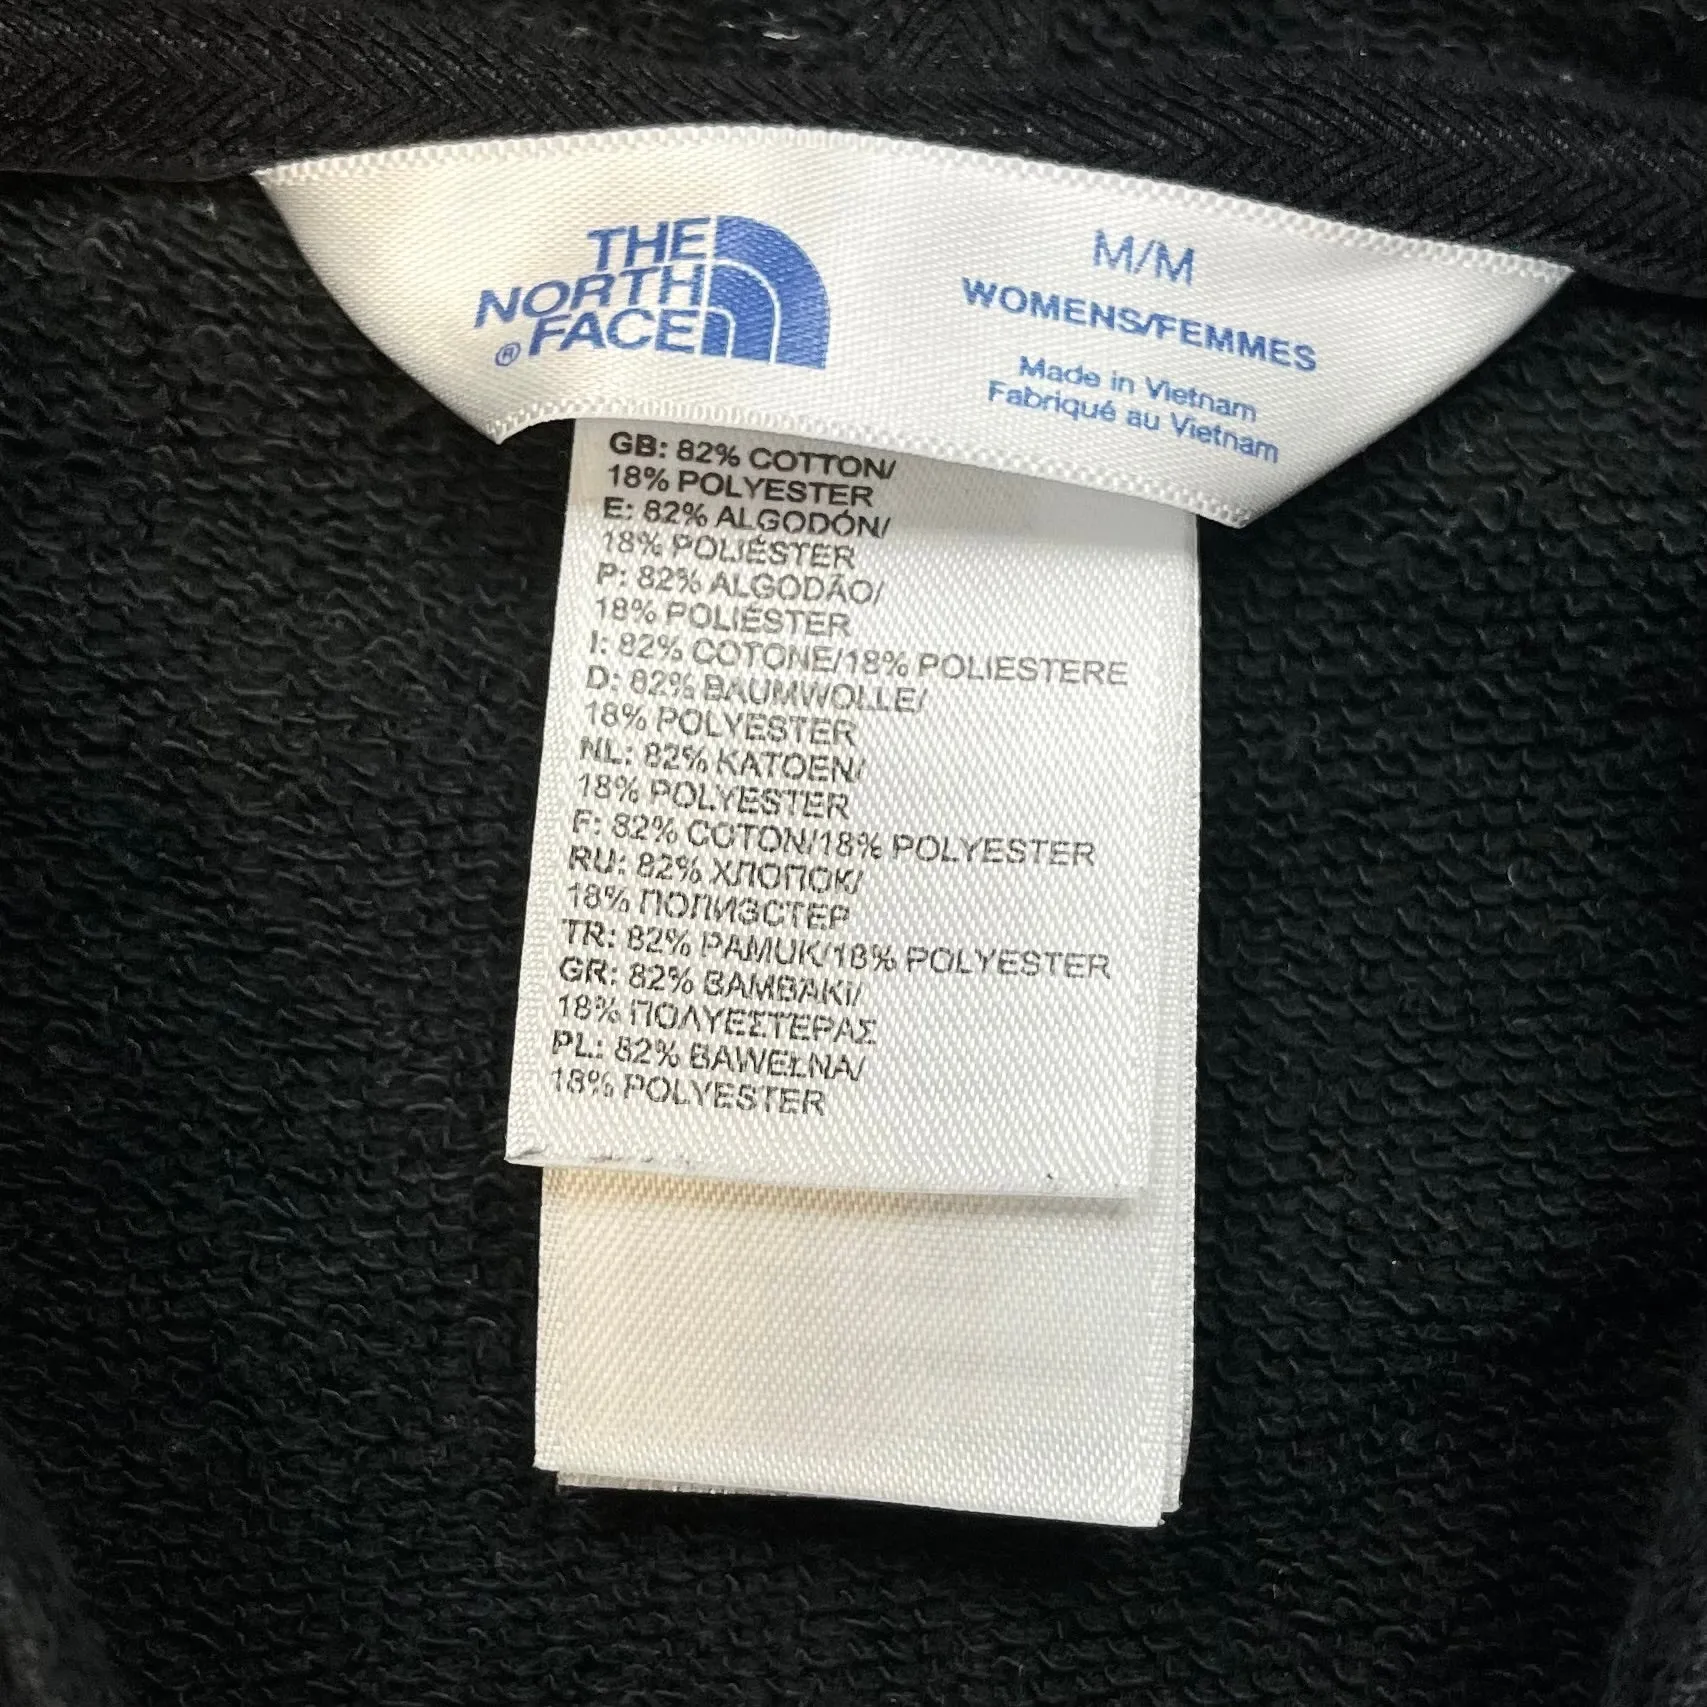 THE
NORTH
® FACE
M/M
WOMENS/FEMMES
Made in Vietnam
Fabriqué au Vietnam
GB: 82% COTTON/
18% POLYESTER
E: 82% ALGODÓN/
18% POLIÉSTER
P: 82% ALGODÃO/
18% POLIÉSTER
I: 82% COTONE/18% POLIESTERE
D: 82% BAUMWOLLE/
18% POLYESTER
NL: 82% KATOEN/
18% POLYESTER
F: 82% COTON/18% POLYESTER
RU: 82% ХЛОПОК/
18% ПОЛИЭСТЕР
TR: 82% PAMUK/18% POLYESTER
GR: 82% ΒΑΜΒΑΚΙ/
18% ΠΟΛΥΕΣΤΕΡΑΣ
PL: 82% BAWEŁNA/
18% POLYESTER